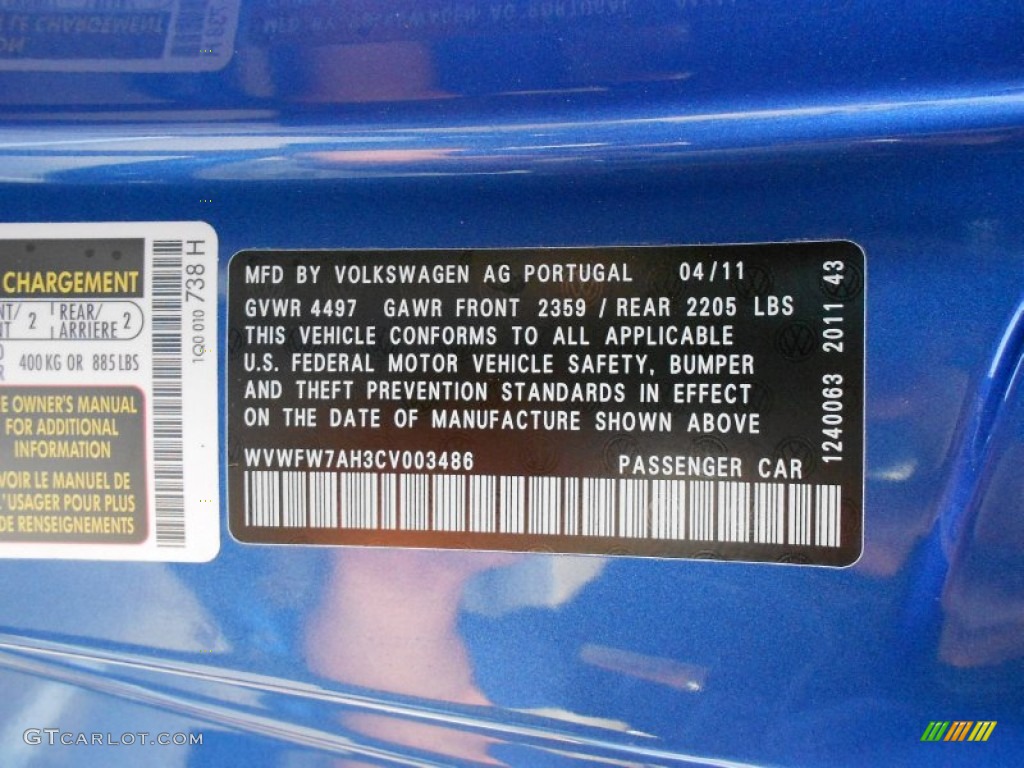 CHARGEMENT
NT/ 2 REAR/ 2
ARRIÈRE
400 KG OR 885 LBS
E OWNER'S MANUAL
FOR ADDITIONAL
INFORMATION
VOIR LE MANUEL DE
L'USAGER POUR PLUS
DE RENSEIGNEMENTS
1Q0 010 738 H
MFD BY VOLKSWAGEN AG PORTUGAL 04/11
GVWR 4497 GAWR FRONT 2359 / REAR 2205 LBS
THIS VEHICLE CONFORMS TO ALL APPLICABLE
U.S. FEDERAL MOTOR VEHICLE SAFETY, BUMPER
AND THEFT PREVENTION STANDARDS IN EFFECT
ON THE DATE OF MANUFACTURE SHOWN ABOVE
WVWFW7AH3CV003486 PASSENGER CAR
1240063 2011 43
GTCARLOT.COM